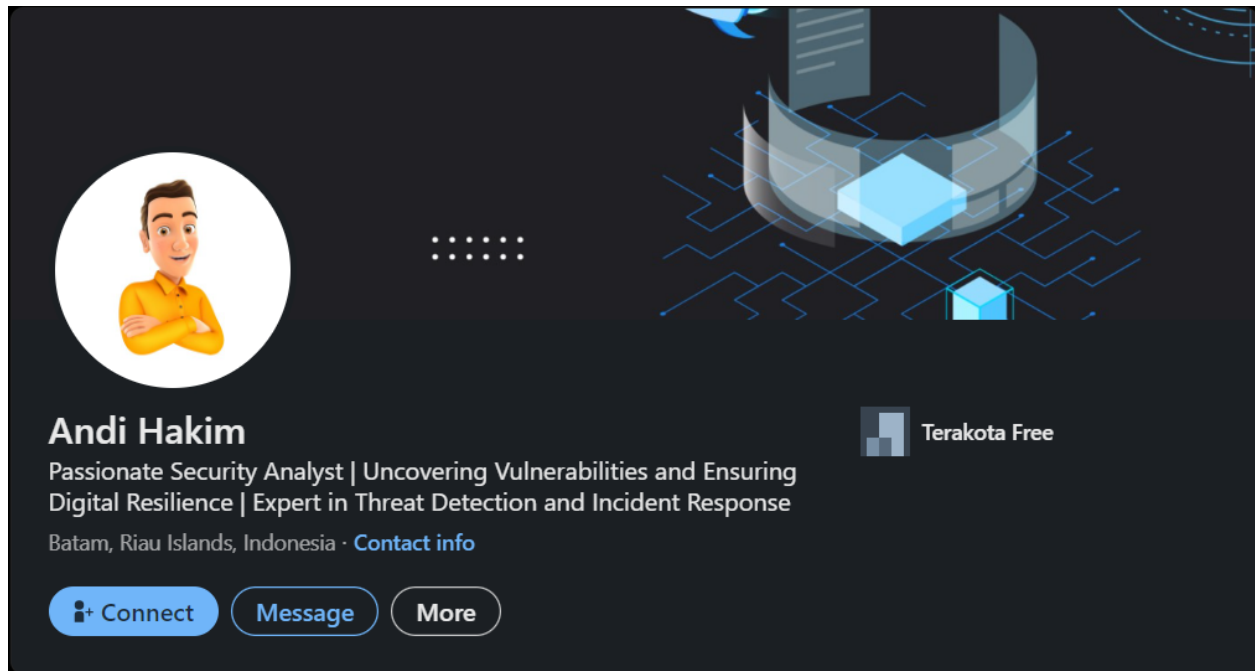 Andi Hakim
Terakota Free
Passionate Security Analyst | Uncovering Vulnerabilities and Ensuring
Digital Resilience | Expert in Threat Detection and Incident Response
Batam, Riau Islands, Indonesia · Contact info
Connect
Message
More